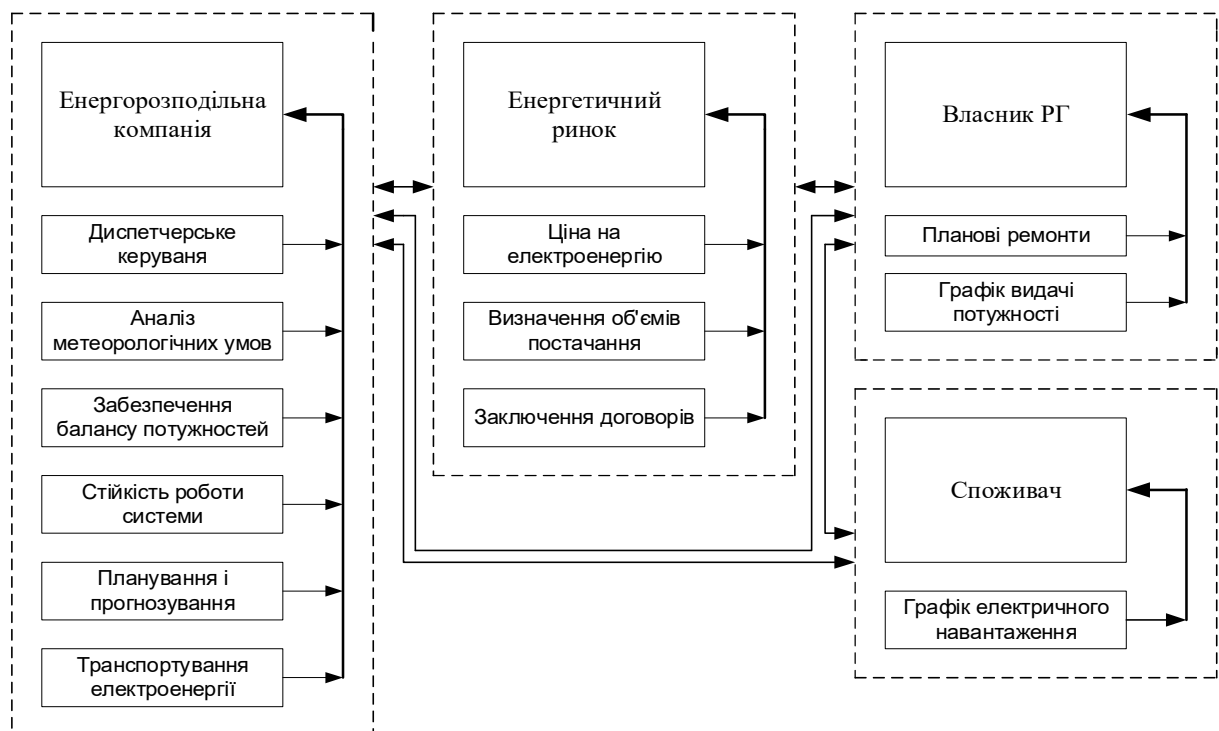 Енергорозподільна
компанія
Диспетчерське
керуваня
Аналіз
метеорологічних умов
Забезпечення
балансу потужностей
Стійкість роботи
системи
Планування і
прогнозування
Транспортування
електроенергії
Енергетичний
ринок
Ціна на
електроенергію
Визначення об'ємів
постачання
Заключення договорів
Власник РГ
Планові ремонти
Графік видачі
потужності
Споживач
Графік електричного
навантаження